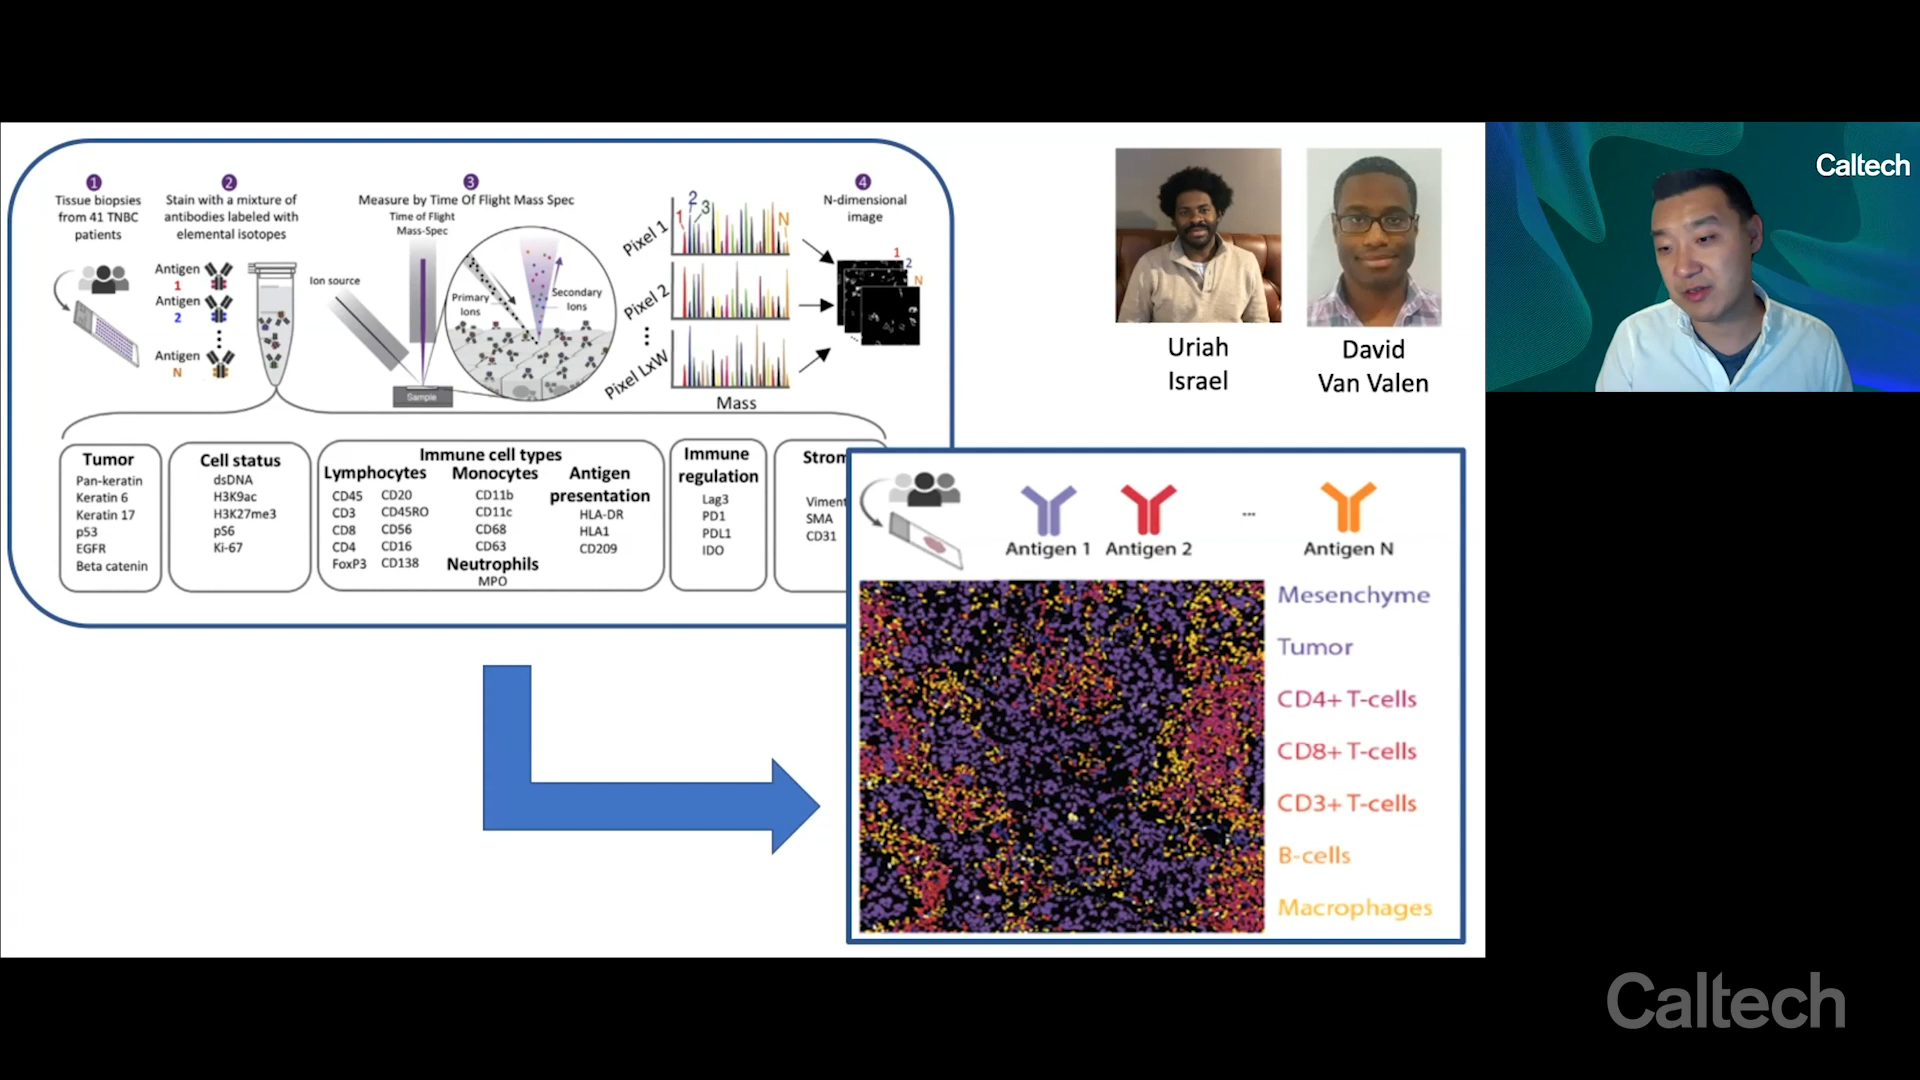 1
Tissue biopsies
from 41 TNBC
patients
2
Stain with a mixture of
antibodies labeled with
elemental isotopes
3
Measure by Time Of Flight Mass Spec
Time of Flight
Mass-Spec
4
N-dimensional
image
Antigen
1
Antigen
2
Antigen
N
Ion source
Primary
Ions
Secondary
Ions
Sample
Pixel 1
1
2
3
N
Pixel 2
Pixel LxW
Mass
1
2
N
...
Tumor
Pan-keratin
Keratin 6
Keratin 17
p53
EGFR
Beta catenin
Cell status
dsDNA
H3K9ac
H3K27me3
pS6
Ki-67
Immune cell types
Lymphocytes
CD45 CD20
CD3 CD45RO
CD8 CD56
CD4 CD16
FoxP3 CD138
Monocytes
CD11b
CD11c
CD68
CD63
Neutrophils
MPO
Antigen
presentation
HLA-DR
HLA1
CD209
Immune
regulation
Lag3
PD1
PDL1
IDO
Strom
Viment
SMA
CD31
Uriah
Israel
David
Van Valen
Caltech
Antigen 1 Antigen 2 ... Antigen N
Mesenchyme
Tumor
CD4+ T-cells
CD8+ T-cells
CD3+ T-cells
B-cells
Macrophages
Caltech